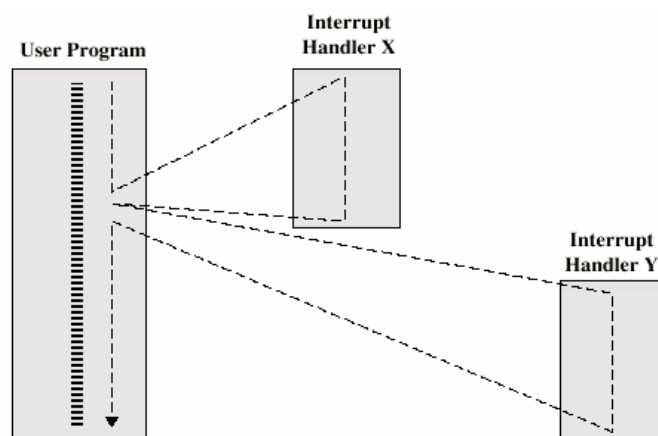 User Program
Interrupt
Handler X
Interrupt
Handler Y